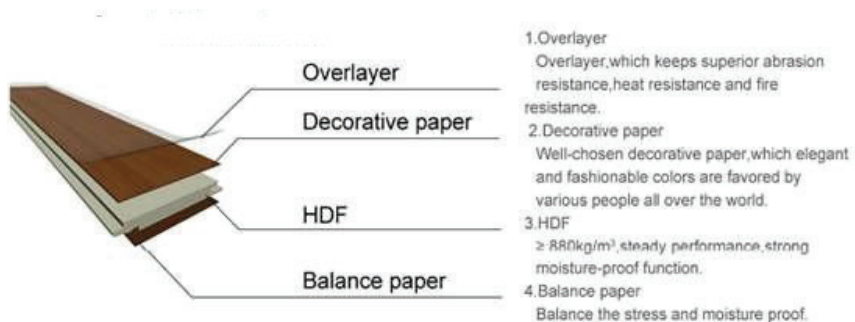 Overlayer
Decorative paper
HDF
Balance paper
1.Overlayer
Overlayer,which keeps superior abrasion
resistance,heat resistance and fire
resistance.
2.Decorative paper
Well-chosen decorative paper,which elegant
and fashionable colors are favored by
various people all over the world.
3.HDF
≥ 880kg/m³,steady performance,strong
moisture-proof function.
4.Balance paper
Balance the stress and moisture proof.